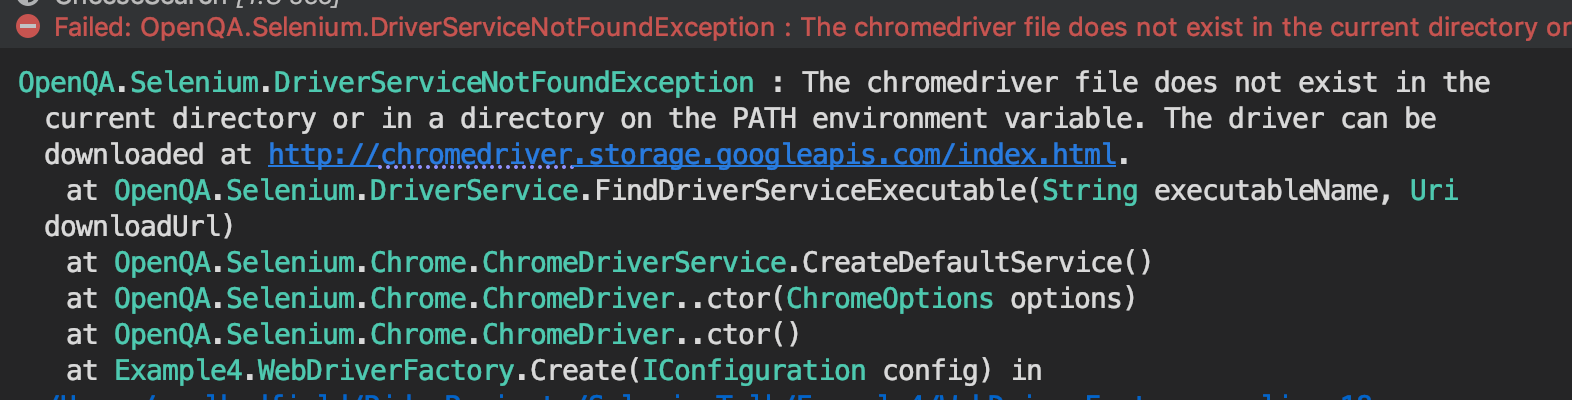 Failed: OpenQA.Selenium.DriverServiceNotFoundException : The chromedriver file does not exist in the current directory or
OpenQA.Selenium.DriverServiceNotFoundException : The chromedriver file does not exist in the
current directory or in a directory on the PATH environment variable. The driver can be
downloaded at http://chromedriver.storage.googleapis.com/index.html.
at OpenQA.Selenium.DriverService.FindDriverServiceExecutable(String executableName, Uri
downloadUrl)
at OpenQA.Selenium.Chrome.ChromeDriverService.CreateDefaultService()
at OpenQA.Selenium.Chrome.ChromeDriver..ctor(ChromeOptions options)
at OpenQA.Selenium.Chrome.ChromeDriver..ctor()
at Example4.WebDriverFactory.Create(IConfiguration config) in